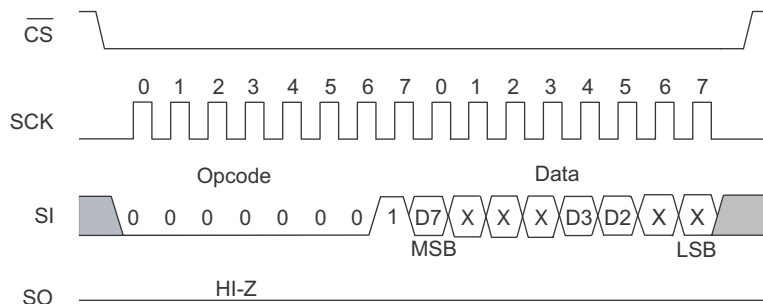 CS
0 1 2 3 4 5 6 7 0 1 2 3 4 5 6 7
SCK
Opcode Data
SI 0 0 0 0 0 0 0 1 D7 X X X D3 D2 X X
MSB LSB
HI-Z
SO